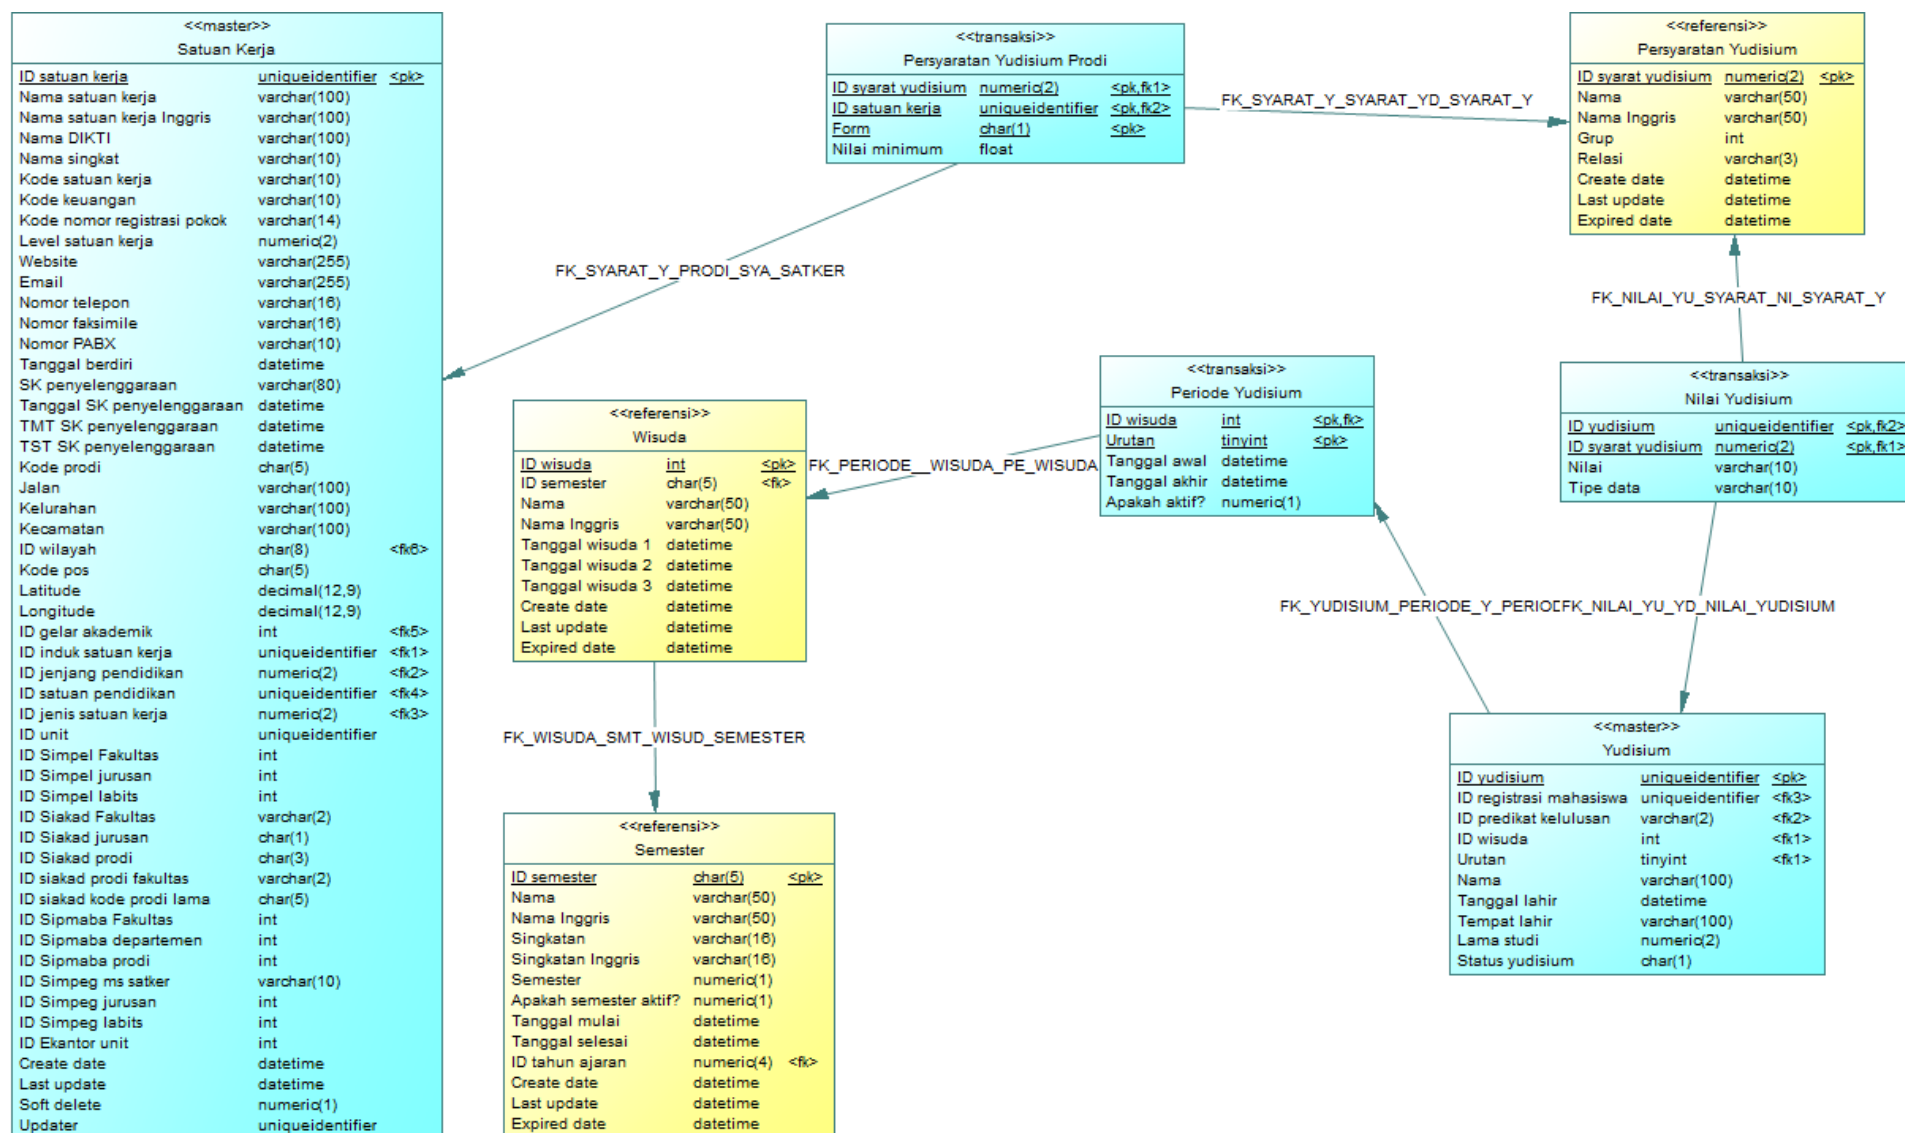 <<master>>
Satuan Kerja
ID satuan kerja uniqueidentifier <pk>
Nama satuan kerja varchar(100)
Nama satuan kerja Inggris varchar(100)
Nama DIKTI varchar(100)
Nama singkat varchar(10)
Kode satuan kerja varchar(10)
Kode keuangan varchar(10)
Kode nomor registrasi pokok varchar(14)
Level satuan kerja numeric(2)
Website varchar(255)
Email varchar(255)
Nomor telepon varchar(16)
Nomor faksimile varchar(16)
Nomor PABX varchar(10)
Tanggal berdiri datetime
SK penyelenggaraan varchar(80)
Tanggal SK penyelenggaraan datetime
TMT SK penyelenggaraan datetime
TST SK penyelenggaraan datetime
Kode prodi char(5)
Jalan varchar(100)
Kelurahan varchar(100)
Kecamatan varchar(100)
ID wilayah char(8) <fk6>
Kode pos char(5)
Latitude decimal(12,9)
Longitude decimal(12,9)
ID gelar akademik int <fk5>
ID induk satuan kerja uniqueidentifier <fk1>
ID jenjang pendidikan numeric(2) <fk2>
ID satuan pendidikan uniqueidentifier <fk4>
ID jenis satuan kerja numeric(2) <fk3>
ID unit uniqueidentifier
ID Simpel Fakultas int
ID Simpel jurusan int
ID Simpel labits int
ID Siakad Fakultas varchar(2)
ID Siakad jurusan char(1)
ID Siakad prodi char(3)
ID siakad prodi fakultas varchar(2)
ID siakad kode prodi lama char(5)
ID Sipmaba Fakultas int
ID Sipmaba departemen int
ID Sipmaba prodi int
ID Simpeg ms satker varchar(10)
ID Simpeg jurusan int
ID Simpeg labits int
ID Ekantor unit int
Create date datetime
Last update datetime
Soft delete numeric(1)
Updater uniqueidentifier
<<transaksi>>
Persyaratan Yudisium Prodi
ID syarat yudisium numeric(2) <pk,fk1>
ID satuan kerja uniqueidentifier <pk,fk2>
Form char(1) <pk>
Nilai minimum float
FK_SYARAT_Y_SYARAT_YD_SYARAT_Y
<<referensi>>
Persyaratan Yudisium
ID syarat yudisium numeric(2) <pk>
Nama varchar(50)
Nama Inggris varchar(50)
Grup int
Relasi varchar(3)
Create date datetime
Last update datetime
Expired date datetime
FK_SYARAT_Y_PRODI_SYA_SATKER
FK_NILAI_YU_SYARAT_NI_SYARAT_Y
<<transaksi>>
Periode Yudisium
ID wisuda int <pk,fk>
Urutan tinyint <pk>
Tanggal awal datetime
Tanggal akhir datetime
Apakah aktif? numeric(1)
<<transaksi>>
Nilai Yudisium
ID yudisium uniqueidentifier <pk,fk2>
ID syarat yudisium numeric(2) <pk,fk1>
Nilai varchar(10)
Tipe data varchar(10)
<<referensi>>
Wisuda
ID wisuda int <pk>
ID semester char(5) <fk>
Nama varchar(50)
Nama Inggris varchar(50)
Tanggal wisuda 1 datetime
Tanggal wisuda 2 datetime
Tanggal wisuda 3 datetime
Create date datetime
Last update datetime
Expired date datetime
FK_PERIODE__WISUDA_PE_WISUDA
FK_YUDISIUM_PERIODE_Y_PERIOD
FK_NILAI_YU_YD_NILAI_YUDISIUM
FK_WISUDA_SMT_WISUD_SEMESTER
<<master>>
Yudisium
ID yudisium uniqueidentifier <pk>
ID registrasi mahasiswa uniqueidentifier <fk3>
ID predikat kelulusan varchar(2) <fk2>
ID wisuda int <fk1>
Urutan tinyint <fk1>
Nama varchar(100)
Tanggal lahir datetime
Tempat lahir varchar(100)
Lama studi numeric(2)
Status yudisium char(1)
<<referensi>>
Semester
ID semester char(5) <pk>
Nama varchar(50)
Nama Inggris varchar(50)
Singkatan varchar(16)
Singkatan Inggris varchar(16)
Semester numeric(1)
Apakah semester aktif? numeric(1)
Tanggal mulai datetime
Tanggal selesai datetime
ID tahun ajaran numeric(4) <fk>
Create date datetime
Last update datetime
Expired date datetime